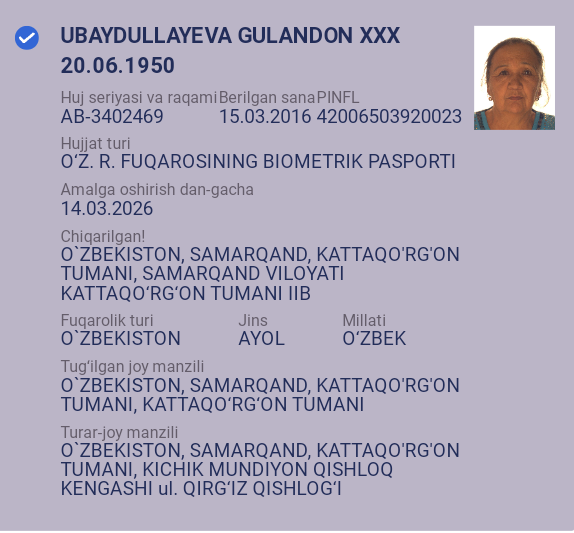 UBAYDULLAYEVA GULANDON XXX
20.06.1950
Huj seriyasi va raqami Berilgan sana PINFL
AB-3402469 15.03.2016 42006503920023
Hujjat turi
O‘Z. R. FUQAROSINING BIOMETRIK PASPORTI
Amalga oshirish dan-gacha
14.03.2026
Chiqarilgan!
O`ZBEKISTON, SAMARQAND, KATTAQO'RG'ON
TUMANI, SAMARQAND VILOYATI
KATTAQO‘RG‘ON TUMANI IIB
Fuqarolik turi Jins Millati
O`ZBEKISTON AYOL O‘ZBEK
Tug‘ilgan joy manzili
O`ZBEKISTON, SAMARQAND, KATTAQO'RG'ON
TUMANI, KATTAQO‘RG‘ON TUMANI
Turar-joy manzili
O`ZBEKISTON, SAMARQAND, KATTAQO'RG'ON
TUMANI, KICHIK MUNDIYON QISHLOQ
KENGASHI ul. QIRG‘IZ QISHLOG‘I